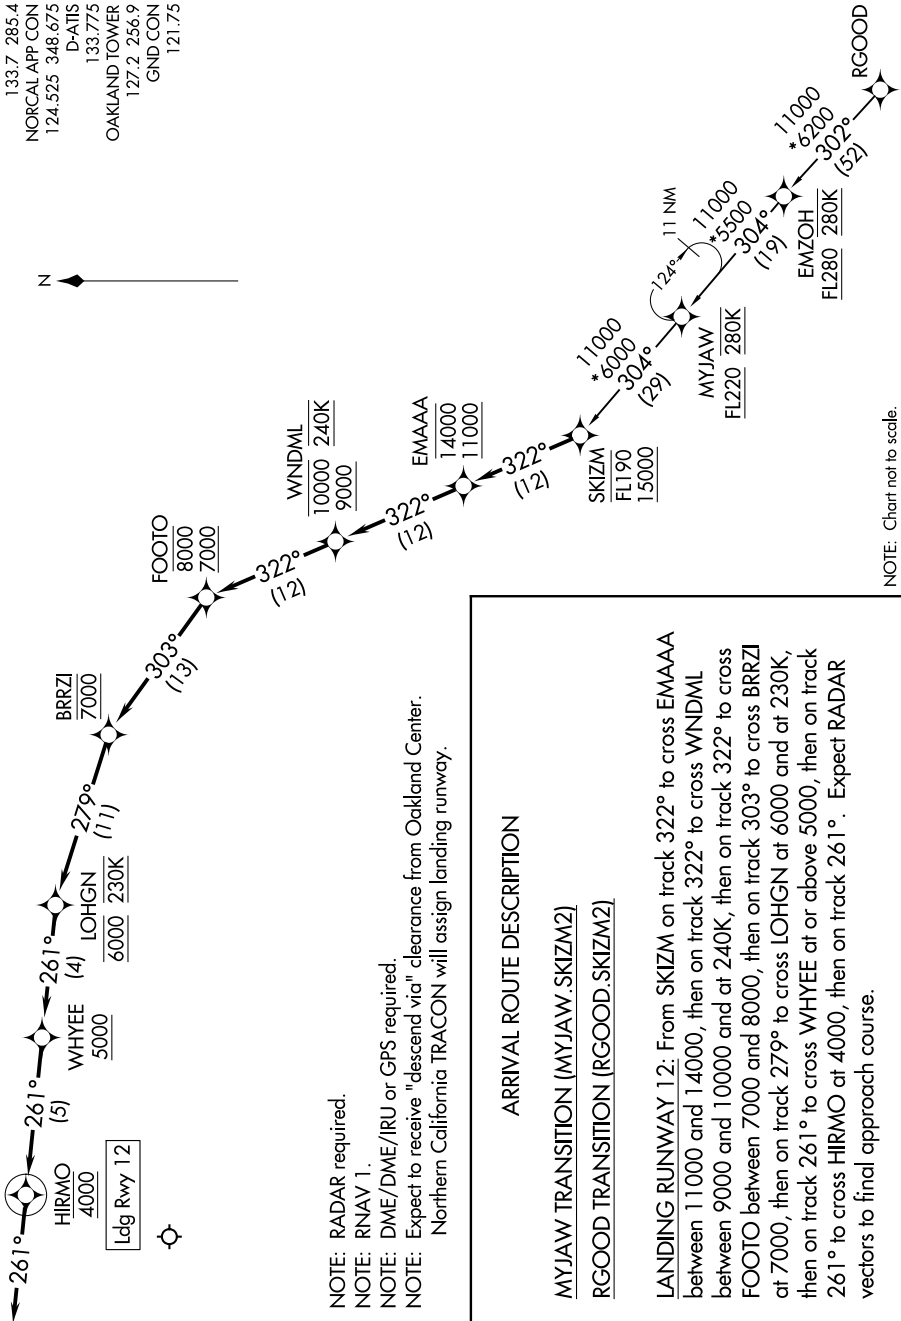 133.7 285.4
NORCAL APP CON
124.525 348.675
D-ATIS
133.775
OAKLAND TOWER
127.2 256.9
GND CON
121.75
N
261°
HIRMO
4000
Ldg Rwy 12
261°
(5)
WHYEE
5000
261°
(4)
LOHGN
6000 230K
279°
(11)
BRRZI
7000
303°
(13)
FOOTO
8000
7000
322°
(12)
WNDML
10000 240K
9000
322°
(12)
EMAAA
14000
11000
322°
(12)
SKIZM
FL190
15000
11000
*6000
304°
(29)
MYJAW
FL220 280K
124°
11 NM
11000
*5500
304°
(19)
EMZOH
FL280 280K
11000
*6200
302°
(52)
RGOOD
NOTE: RADAR required.
NOTE: RNAV 1.
NOTE: DME/DME/IRU or GPS required.
NOTE: Expect to receive "descend via" clearance from Oakland Center.
Northern California TRACON will assign landing runway.
ARRIVAL ROUTE DESCRIPTION
MYJAW TRANSITION (MYJAW.SKIZM2)
RGOOD TRANSITION (RGOOD.SKIZM2)
LANDING RUNWAY 12: From SKIZM on track 322° to cross EMAAA
between 11000 and 14000, then on track 322° to cross WNDML
between 9000 and 10000 and at 240K, then on track 322° to cross
FOOTO between 7000 and 8000, then on track 303° to cross BRRZI
at 7000, then on track 279° to cross LOHGN at 6000 and at 230K,
then on track 261° to cross WHYEE at or above 5000, then on track
261° to cross HIRMO at 4000, then on track 261°. Expect RADAR
vectors to final approach course.
NOTE: Chart not to scale.